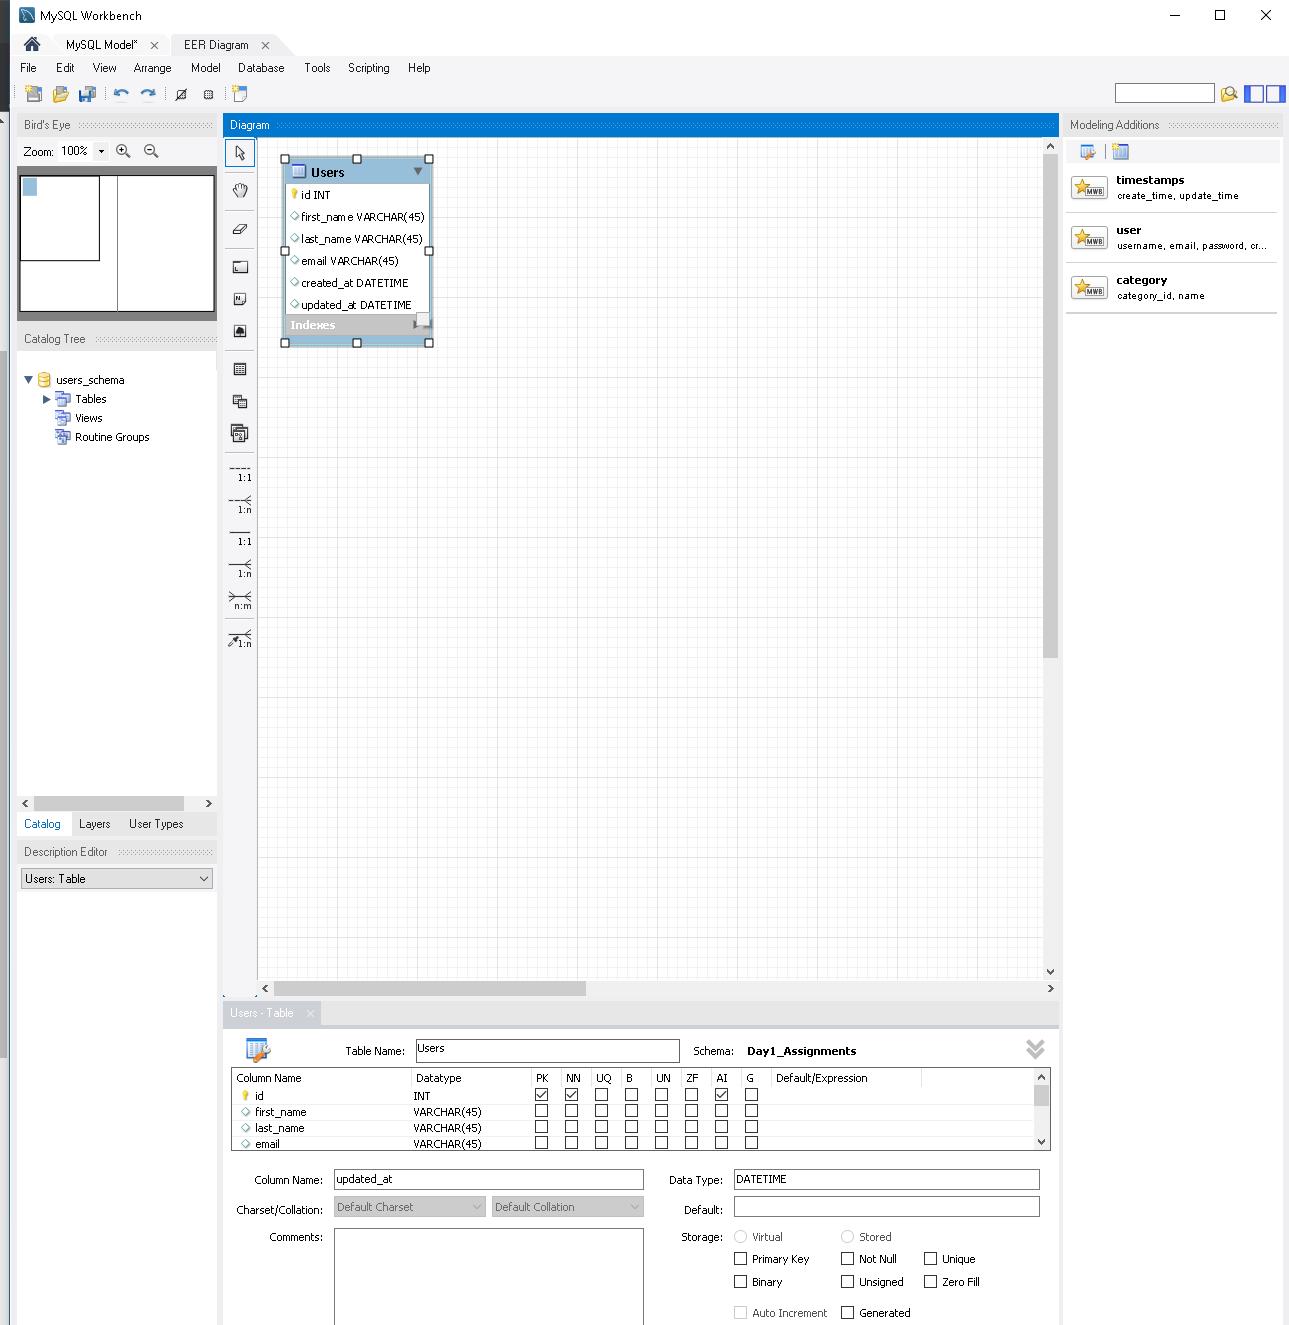 MySQL Workbench
MySQL Model* EER Diagram
File Edit View Arrange Model Database Tools Scripting Help
Bird's Eye
Zoom: 100%
Catalog Tree
users_schema
Tables
Views
Routine Groups
Catalog Layers User Types
Description Editor
Users: Table
Diagram
1:1
1:n
1:1
1:n
n:m
1:n
Users
id INT
first_name VARCHAR(45)
last_name VARCHAR(45)
email VARCHAR(45)
created_at DATETIME
updated_at DATETIME
Indexes
Modeling Additions
MWB
timestamps
create_time, update_time
MWB
user
username, email, password, cr...
MWB
category
category_id, name
Users - Table
Table Name: Users Schema: Day1_Assignments
Column Name Datatype PK NN UQ B UN ZF AI G Default/Expression
id INT
first_name VARCHAR(45)
last_name VARCHAR(45)
email VARCHAR(45)
Column Name: updated_at Data Type: DATETIME
Charset/Collation: Default Charset Default Collation Default:
Comments: Storage: Virtual Stored
Primary Key Not Null Unique
Binary Unsigned Zero Fill
Auto Increment Generated